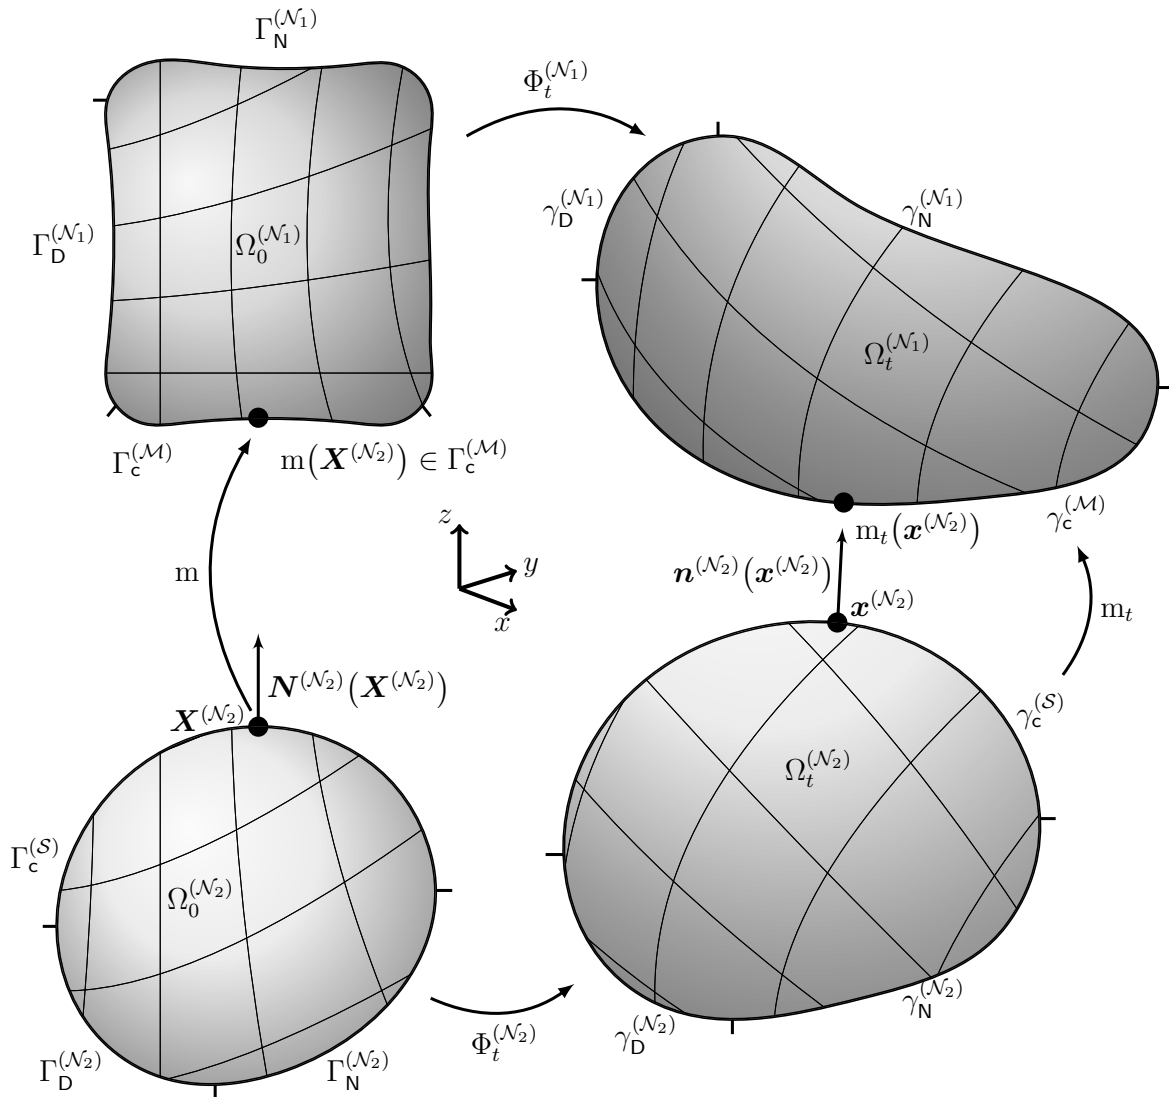 Γ_N^(𝒩₁)
Φ_t^(𝒩₁)
Γ_D^(𝒩₁)
Ω_0^(𝒩₁)
γ_D^(𝒩₁)
γ_N^(𝒩₁)
Ω_t^(𝒩₁)
Γ_c^(ℳ)
m(𝑿^(𝒩₂)) ∈ Γ_c^(ℳ)
γ_c^(ℳ)
m_t(𝒙^(𝒩₂))
z
y
x
m
𝒏^(𝒩₂)(𝒙^(𝒩₂))
𝒙^(𝒩₂)
m_t
𝑵^(𝒩₂)(𝑿^(𝒩₂))
𝑿^(𝒩₂)
γ_c^(𝒮)
Ω_t^(𝒩₂)
Γ_c^(𝒮)
Ω_0^(𝒩₂)
γ_N^(𝒩₂)
γ_D^(𝒩₂)
Φ_t^(𝒩₂)
Γ_D^(𝒩₂)
Γ_N^(𝒩₂)